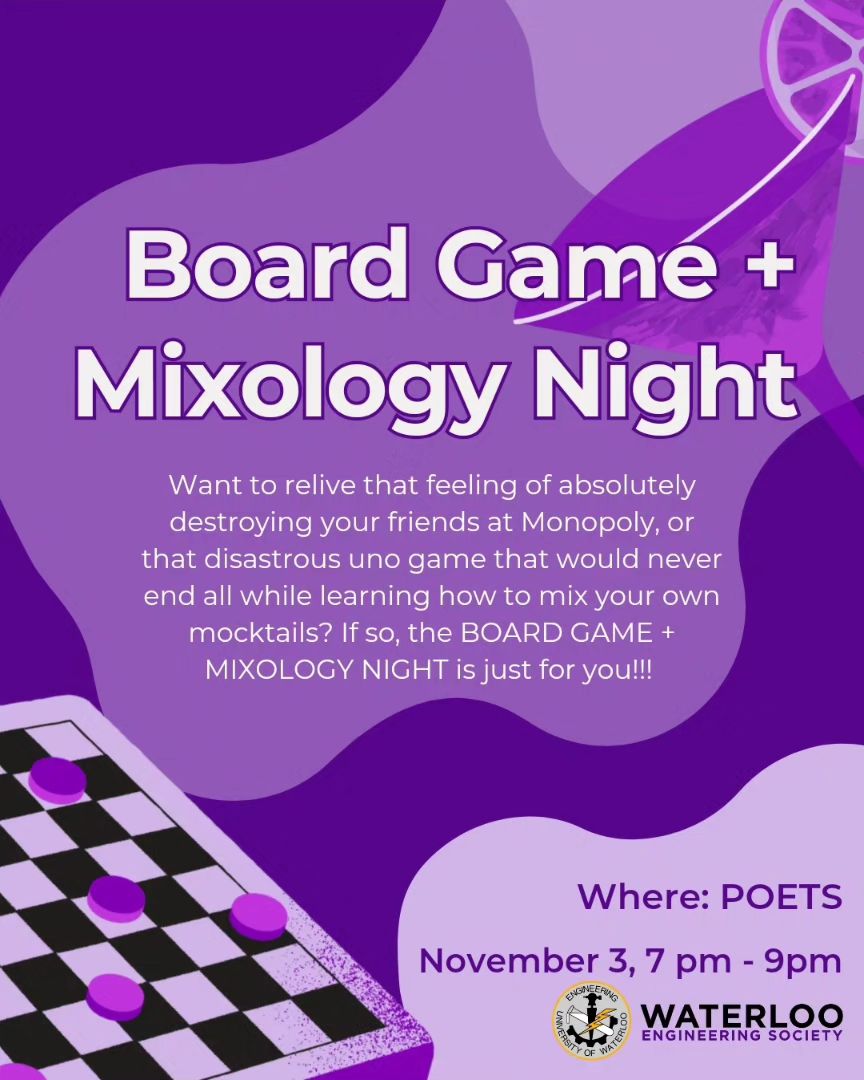 Board Game +
Mixology Night
Want to relive that feeling of absolutely
destroying your friends at Monopoly, or
that disastrous uno game that would never
end all while learning how to mix your own
mocktails? If so, the BOARD GAME +
MIXOLOGY NIGHT is just for you!!!
Where: POETS
November 3, 7 pm - 9pm
ENGINEERING
UNIVERSITY OF WATERLOO
WATERLOO
ENGINEERING SOCIETY